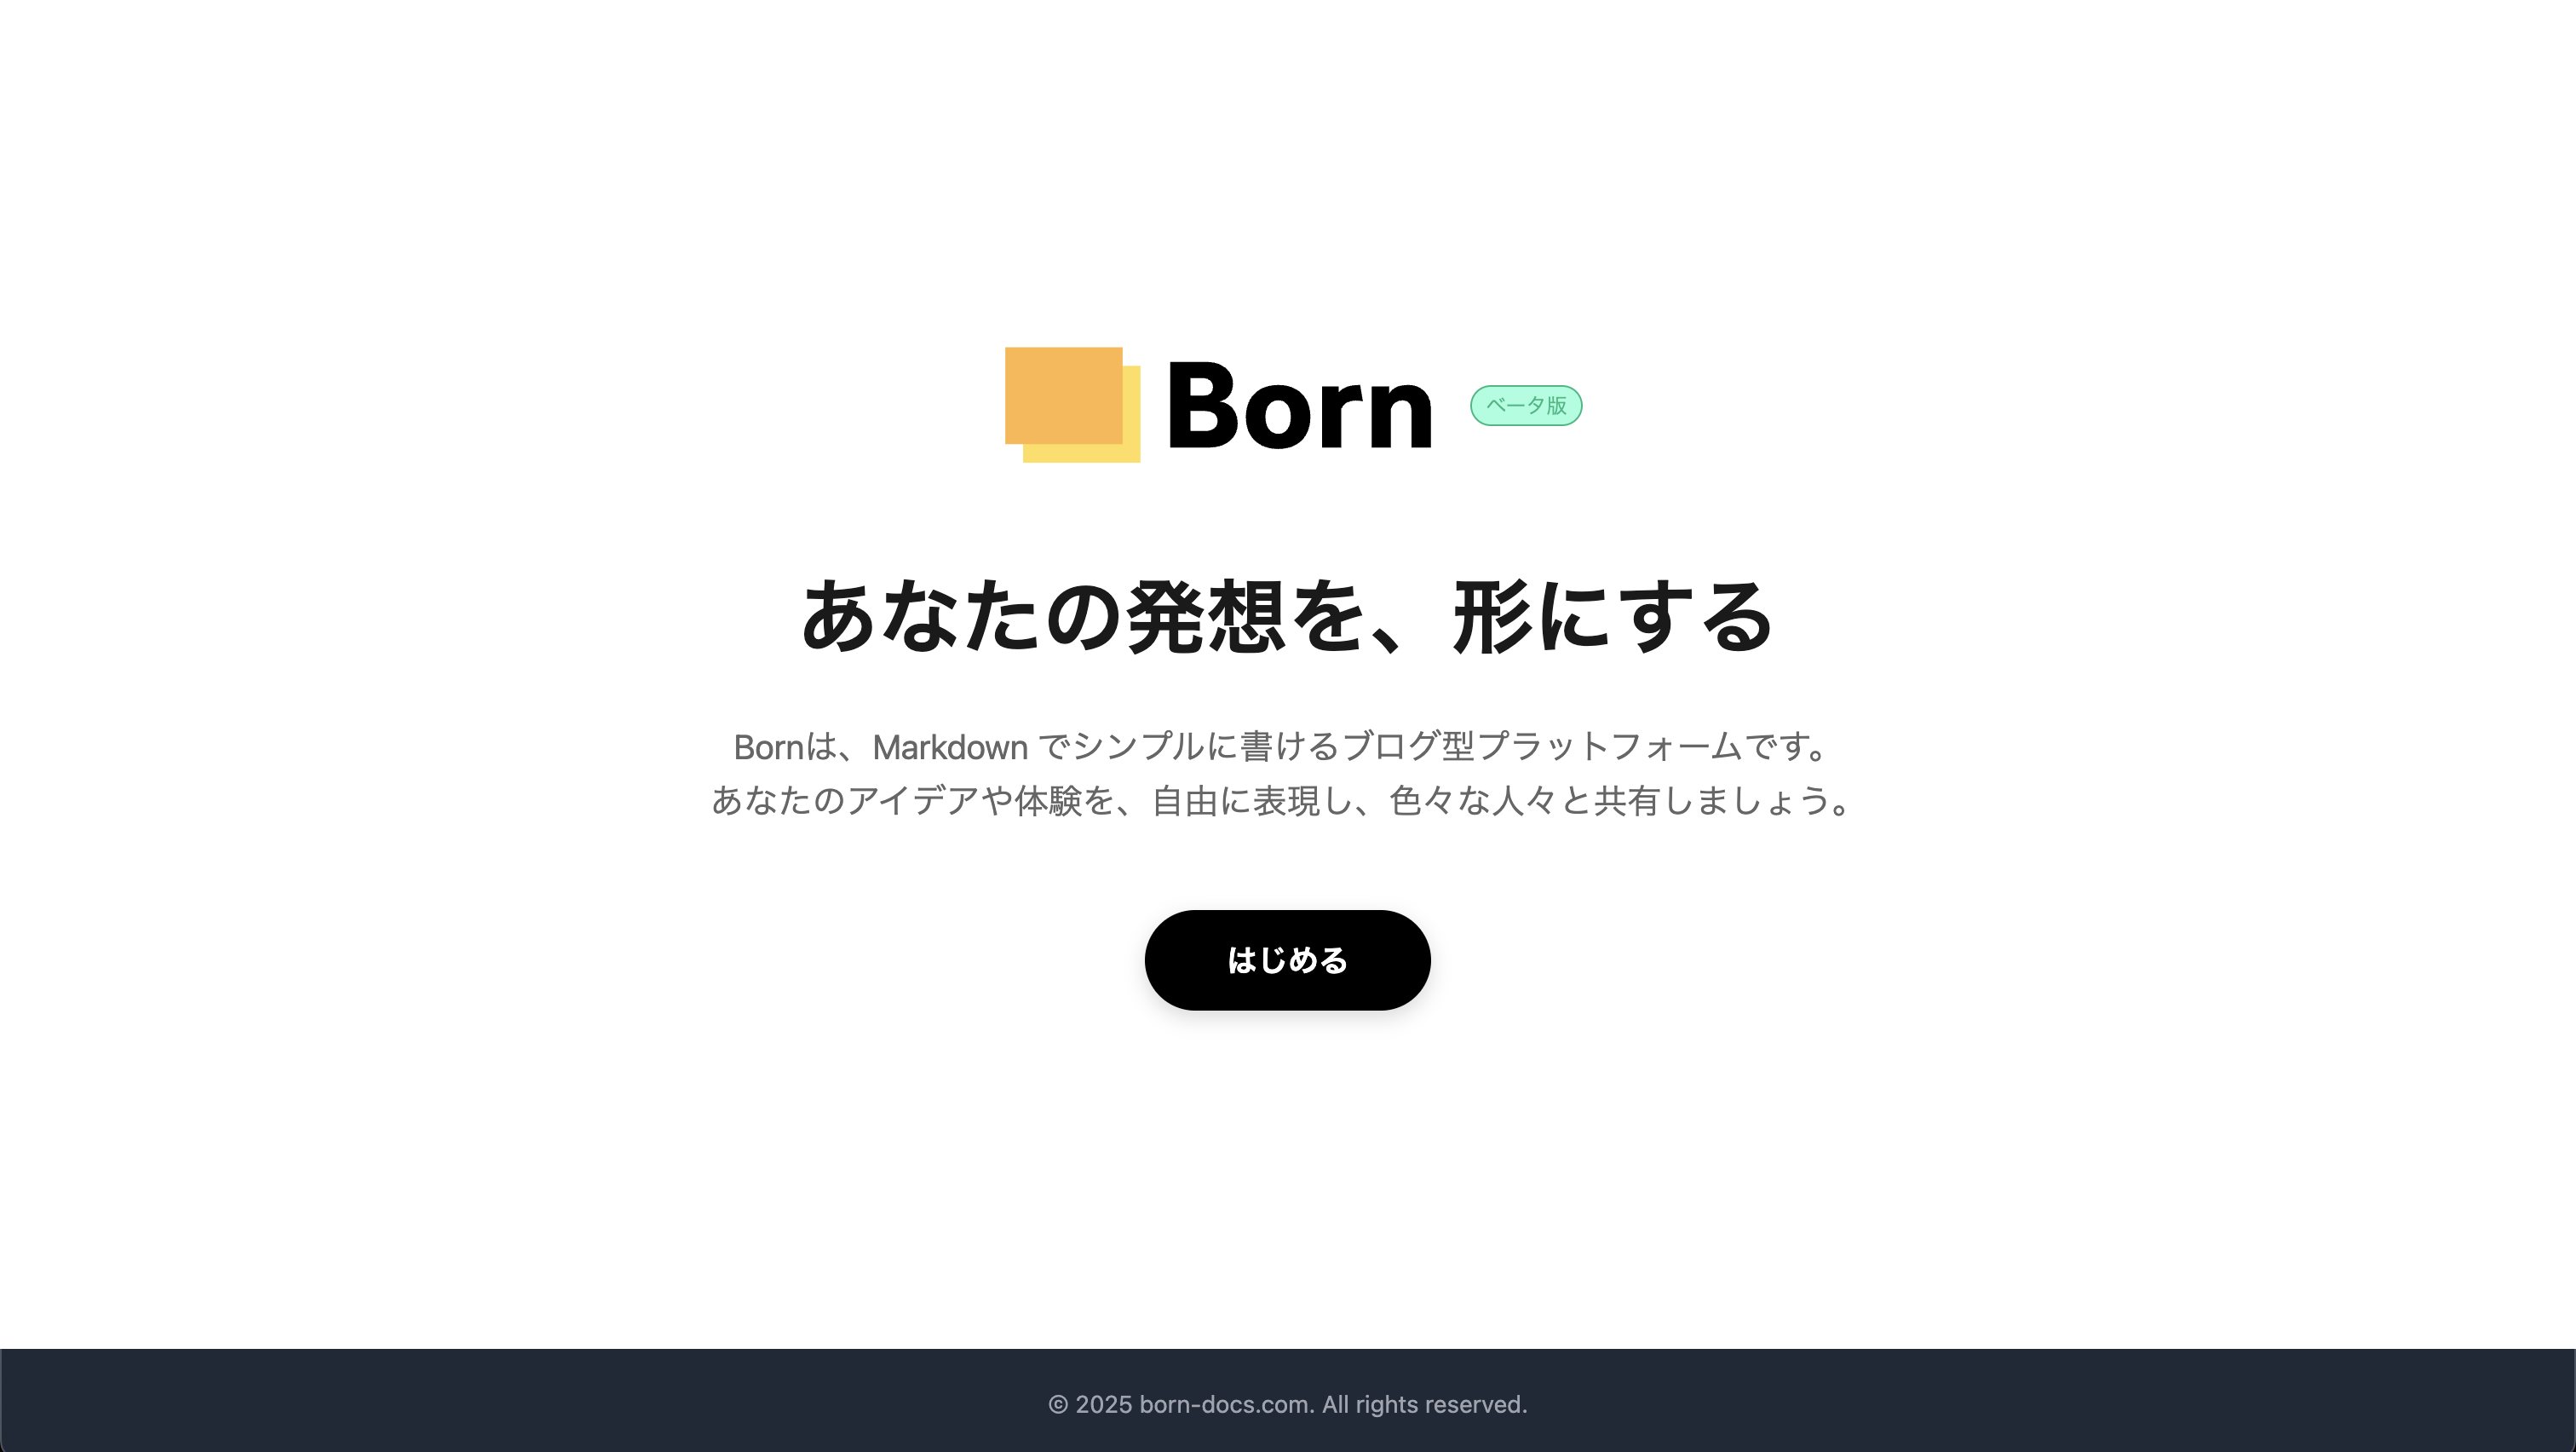 Born ベータ版
あなたの発想を、形にする
Bornは、Markdown でシンプルに書けるブログ型プラットフォームです。
あなたのアイデアや体験を、自由に表現し、色々な人々と共有しましょう。
はじめる
© 2025 born-docs.com. All rights reserved.